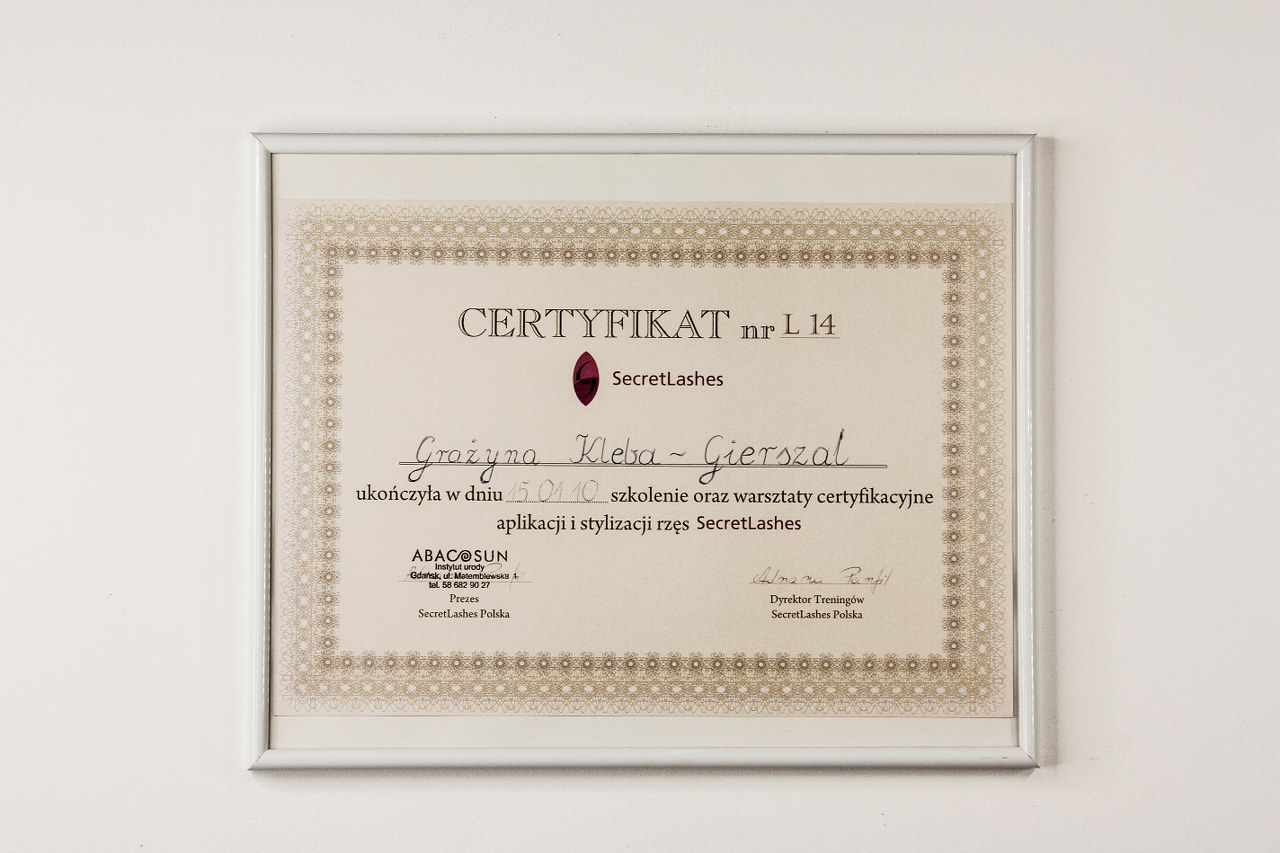 CERTYFIKAT nr L 14
SecretLashes
Grażyna Kleba - Gierszal
ukończyła w dniu 15 01 10 szkolenie oraz warsztaty certyfikacyjne
aplikacji i stylizacji rzęs SecretLashes
ABACOSUN
Instytut urody
Gdańsk, ul. Matemblewska 1
tel. 58 682 90 27
Prezes
SecretLashes Polska
Dyrektor Treningów
SecretLashes Polska